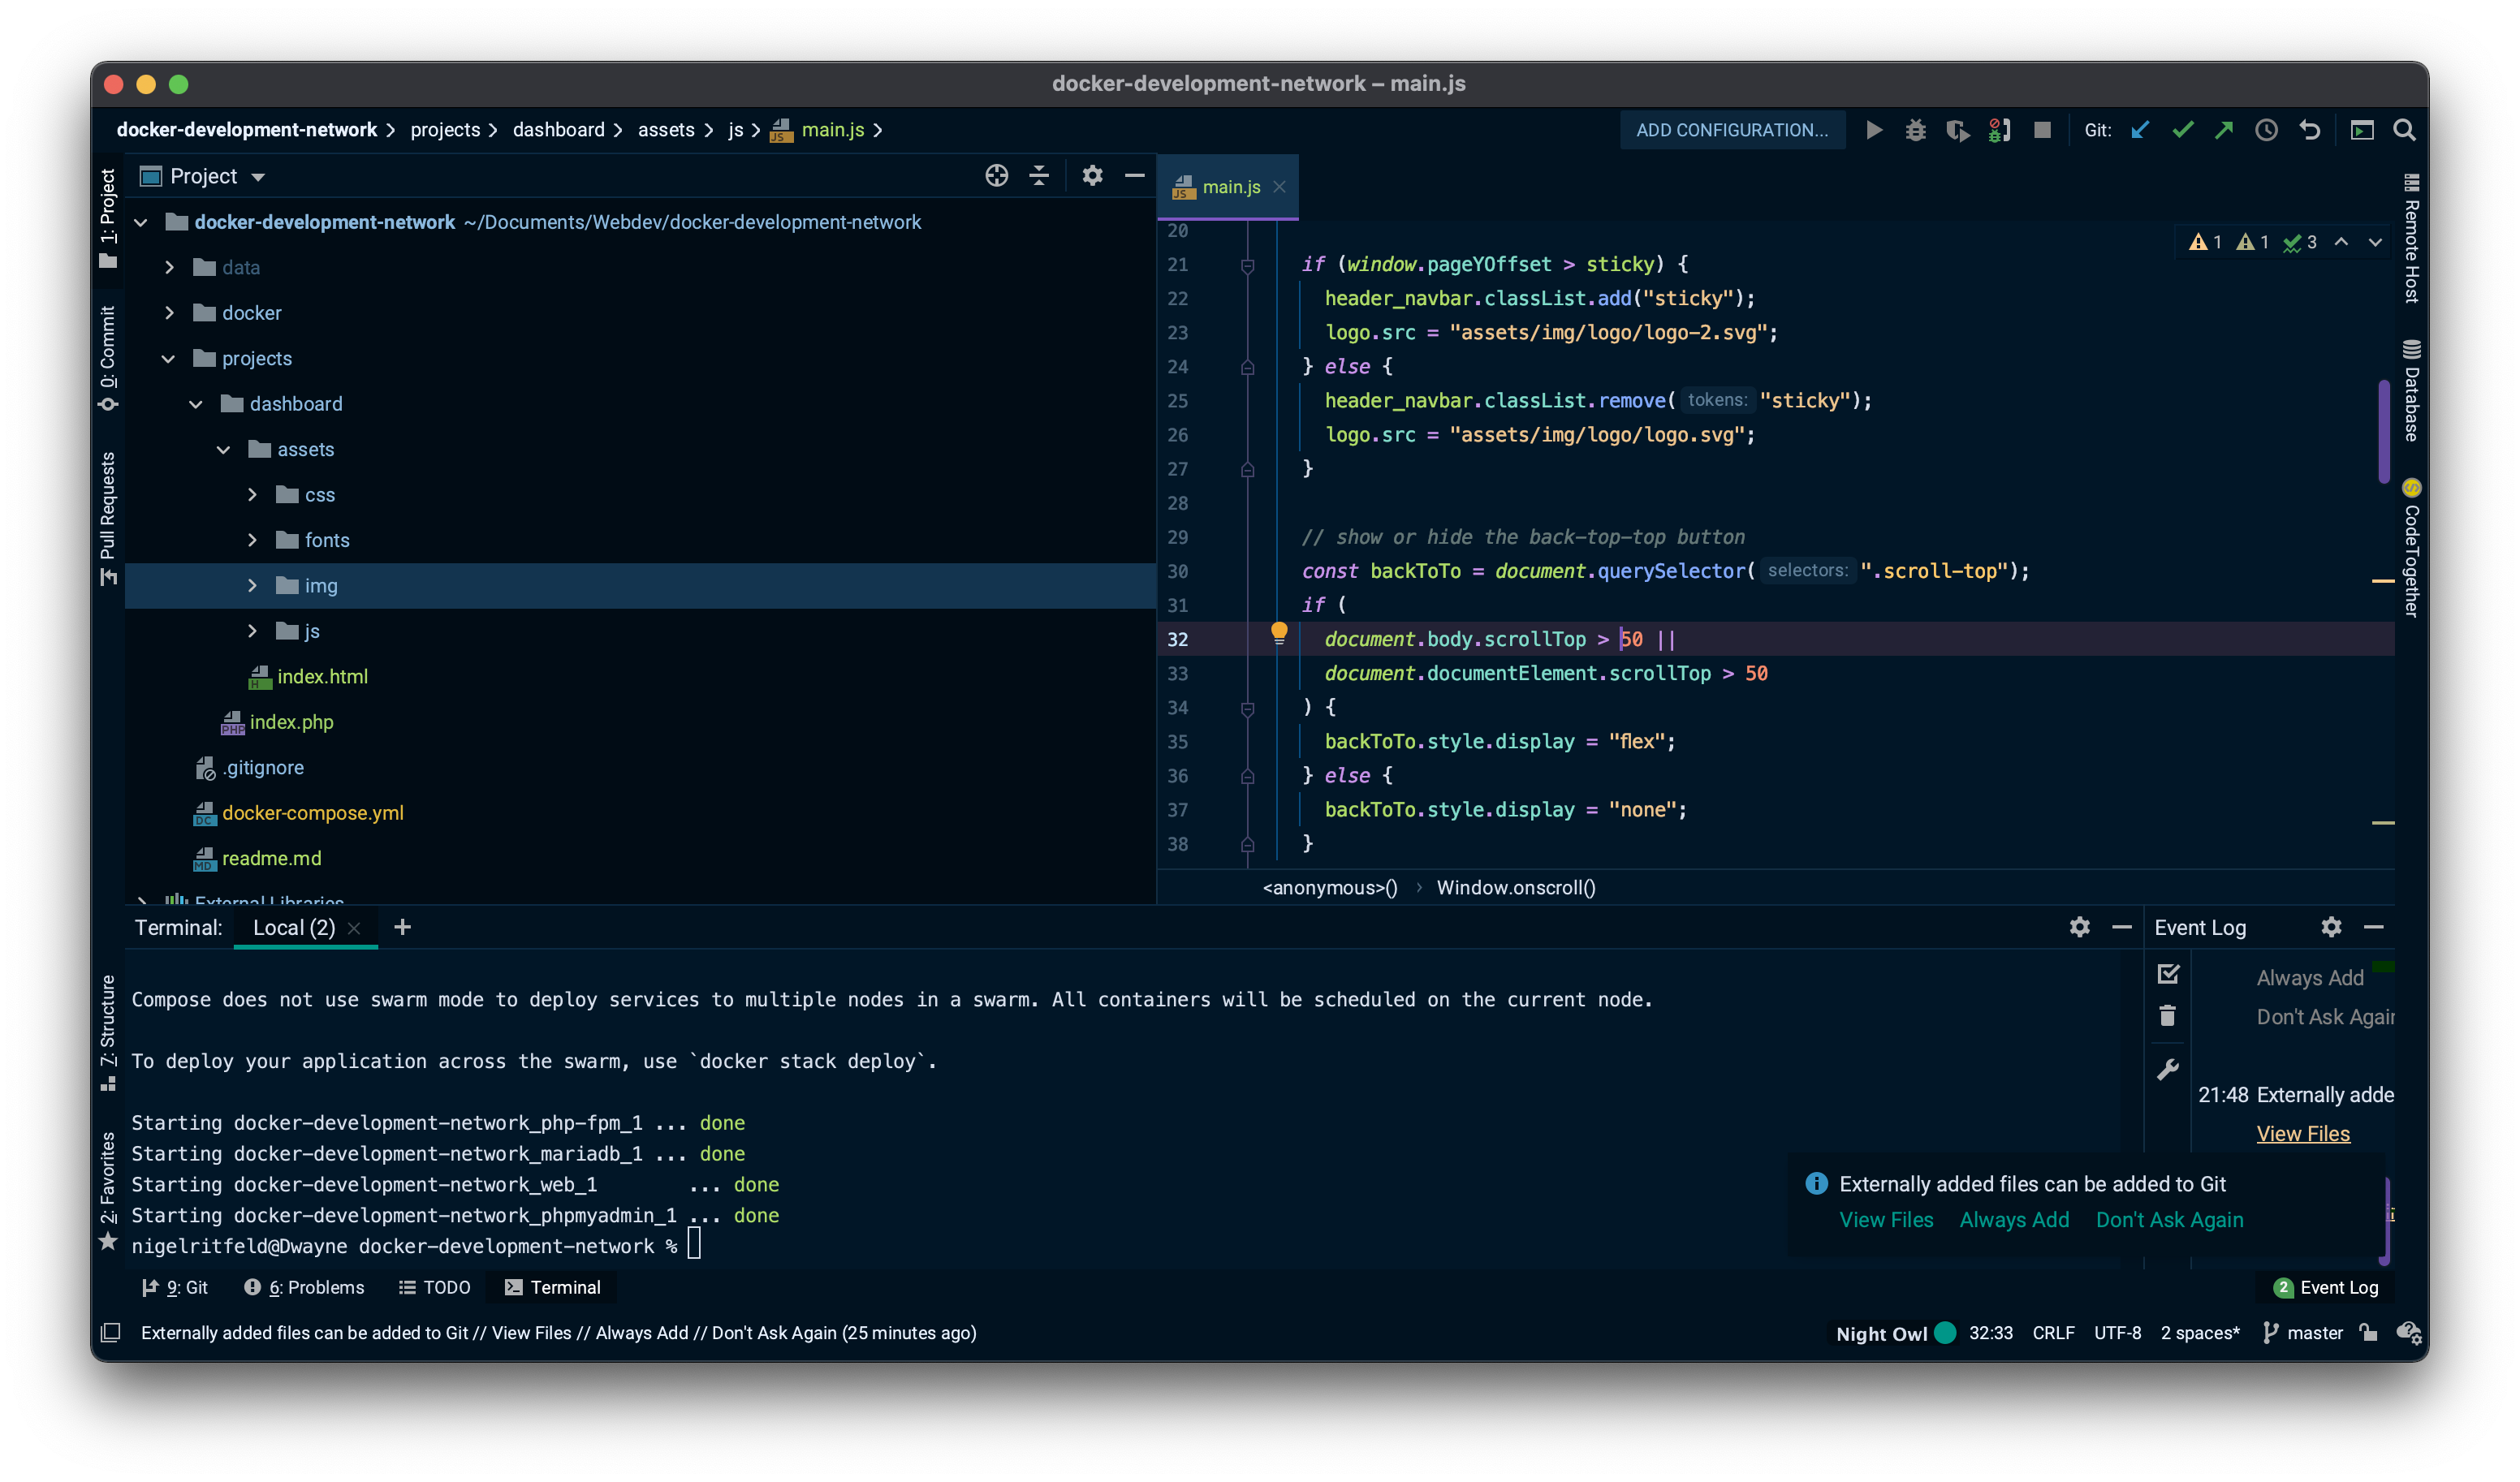 docker-development-network – main.js
docker-development-network > projects > dashboard > assets > js > main.js >
ADD CONFIGURATION... Git:
1: Project
0: Commit
Pull Requests
7: Structure
2: Favorites
Project
docker-development-network ~/Documents/Webdev/docker-development-network
data
docker
projects
dashboard
assets
css
fonts
img
js
index.html
index.php
.gitignore
docker-compose.yml
readme.md
External Libraries
main.js
1 1 3
20
21 if (window.pageYOffset > sticky) {
22 header_navbar.classList.add("sticky");
23 logo.src = "assets/img/logo/logo-2.svg";
24 } else {
25 header_navbar.classList.remove( tokens: "sticky");
26 logo.src = "assets/img/logo/logo.svg";
27 }
28
29 // show or hide the back-top-top button
30 const backToTo = document.querySelector( selectors: ".scroll-top");
31 if (
32 document.body.scrollTop > 50 ||
33 document.documentElement.scrollTop > 50
34 ) {
35 backToTo.style.display = "flex";
36 } else {
37 backToTo.style.display = "none";
38 }
<anonymous>() > Window.onscroll()
Remote Host
Database
CodeTogether
Terminal: Local (2) +
Compose does not use swarm mode to deploy services to multiple nodes in a swarm. All containers will be scheduled on the current node.
To deploy your application across the swarm, use `docker stack deploy`.
Starting docker-development-network_php-fpm_1 ... done
Starting docker-development-network_mariadb_1 ... done
Starting docker-development-network_web_1 ... done
Starting docker-development-network_phpmyadmin_1 ... done
nigelritfeld@Dwayne docker-development-network %
Event Log
Always Add
Don't Ask Again
21:48 Externally adde
View Files
Externally added files can be added to Git
View Files Always Add Don't Ask Again
9: Git 6: Problems TODO Terminal
2 Event Log
Externally added files can be added to Git // View Files // Always Add // Don't Ask Again (25 minutes ago)
Night Owl 32:33 CRLF UTF-8 2 spaces* master